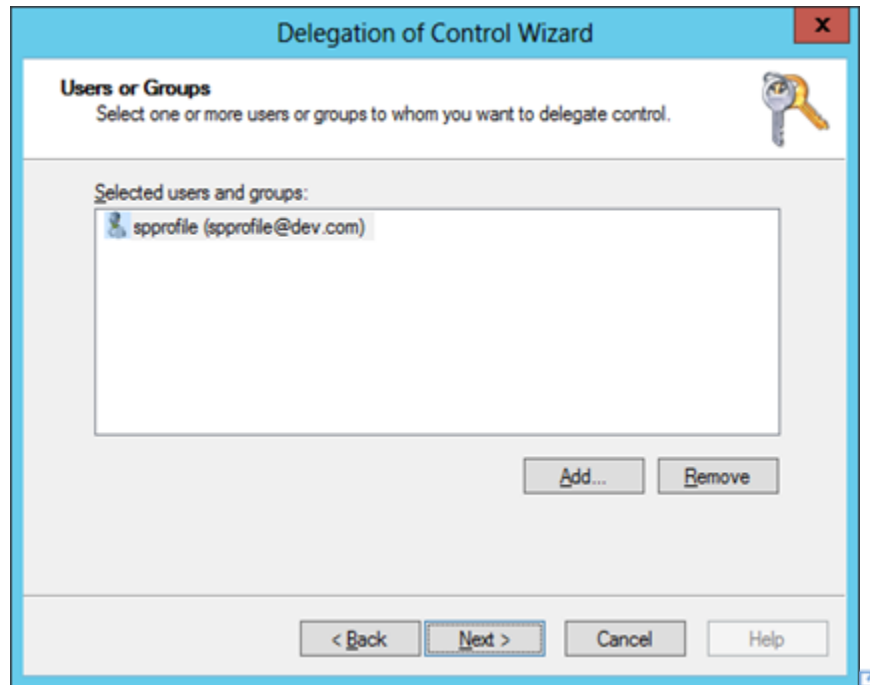 Delegation of Control Wizard
x
Users or Groups
Select one or more users or groups to whom you want to delegate control.
Selected users and groups:
spprofile (spprofile@dev.com)
Add... Remove
< Back Next > Cancel Help